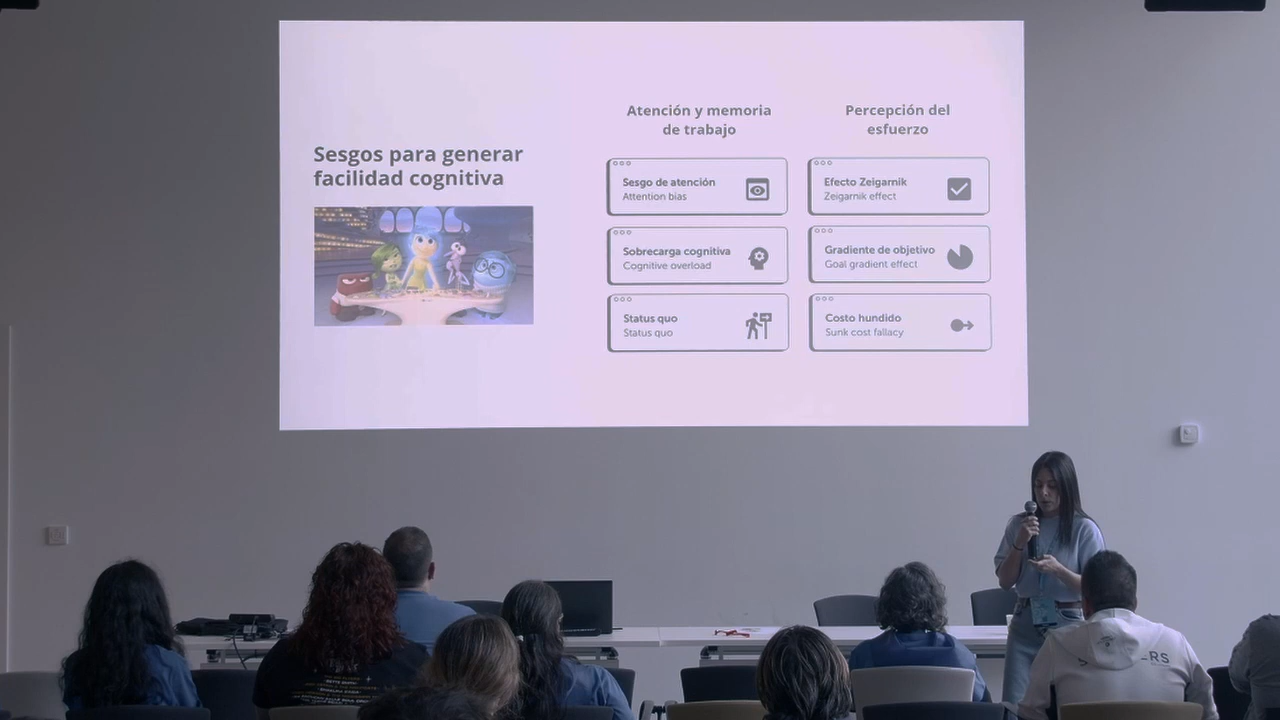 Sesgos para generar
facilidad cognitiva
Atención y memoria
de trabajo
Sesgo de atención
Attention bias
Sobrecarga cognitiva
Cognitive overload
Status quo
Status quo
Percepción del
esfuerzo
Efecto Zeigarnik
Zeigarnik effect
Gradiente de objetivo
Goal gradient effect
Costo hundido
Sunk cost fallacy